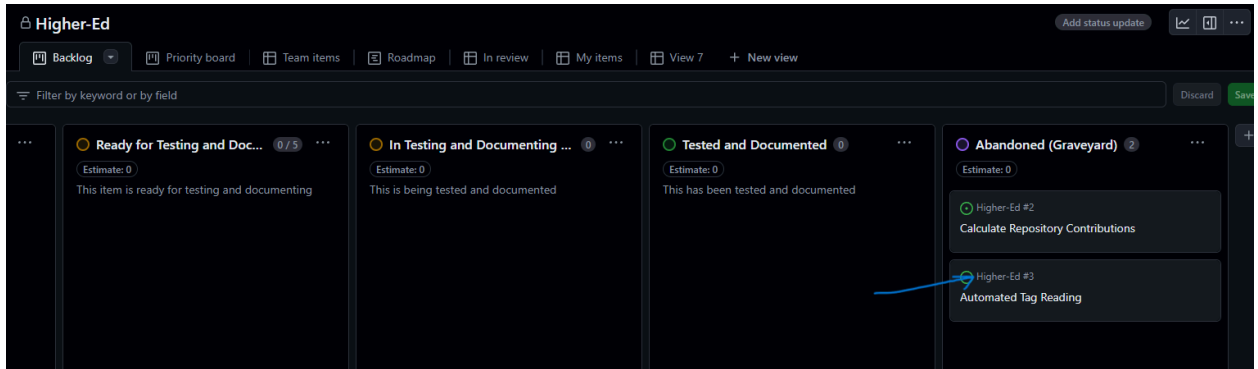 Higher-Ed
Add status update
Backlog
Priority board
Team items
Roadmap
In review
My items
View 7
+ New view
Filter by keyword or by field
Discard
Save
Ready for Testing and Doc... 0 / 5
Estimate: 0
This item is ready for testing and documenting
In Testing and Documenting ... 0
Estimate: 0
This is being tested and documented
Tested and Documented 0
Estimate: 0
This has been tested and documented
Abandoned (Graveyard) 2
Estimate: 0
Higher-Ed #2
Calculate Repository Contributions
Higher-Ed #3
Automated Tag Reading